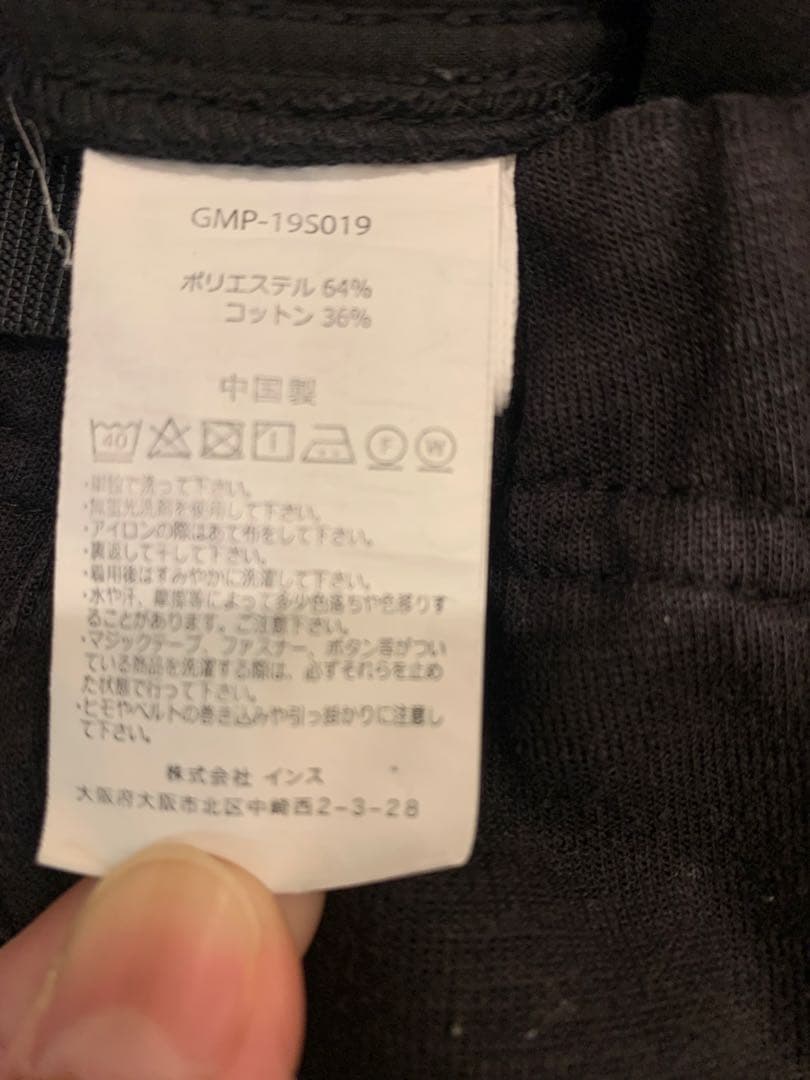 GMP-19S019
ポリエステル 64%
コットン 36%
中国製
40 F W
・単独で洗って下さい。
・無蛍光洗剤を使用して下さい。
・アイロンの際はあて布をして下さい。
・裏返して干して下さい。
・着用後はすみやかに洗濯して下さい。
・水や汗、摩擦等によって多少色落ちや色移りす
ることがあります。ご注意下さい。
・マジックテープ、ファスナー、ボタン等がつい
ている商品を洗濯する際は、必ずそれらを止め
た状態で行って下さい。
・ヒモやベルトの巻き込みや引っ掛かりに注意し
て下さい。
株式会社 インス
大阪府大阪市北区中崎西2-3-28